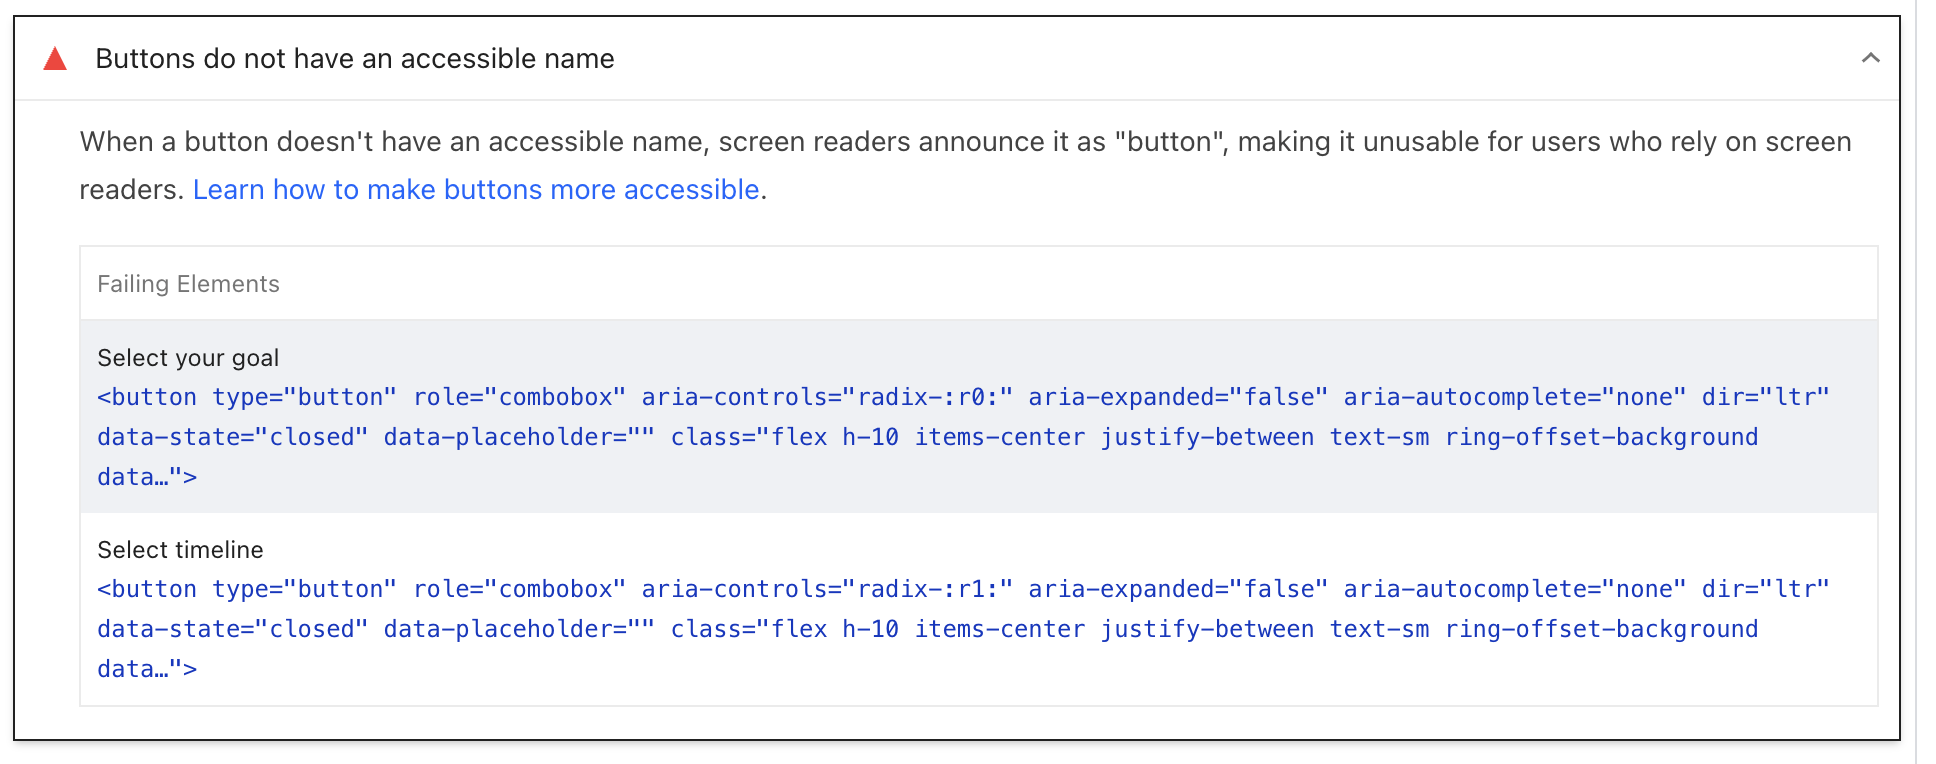 Buttons do not have an accessible name
When a button doesn't have an accessible name, screen readers announce it as "button", making it unusable for users who rely on screen
readers. Learn how to make buttons more accessible.
Failing Elements
Select your goal
<button type="button" role="combobox" aria-controls="radix-:r0:" aria-expanded="false" aria-autocomplete="none" dir="ltr"
data-state="closed" data-placeholder="" class="flex h-10 items-center justify-between text-sm ring-offset-background
data…">
Select timeline
<button type="button" role="combobox" aria-controls="radix-:r1:" aria-expanded="false" aria-autocomplete="none" dir="ltr"
data-state="closed" data-placeholder="" class="flex h-10 items-center justify-between text-sm ring-offset-background
data…">